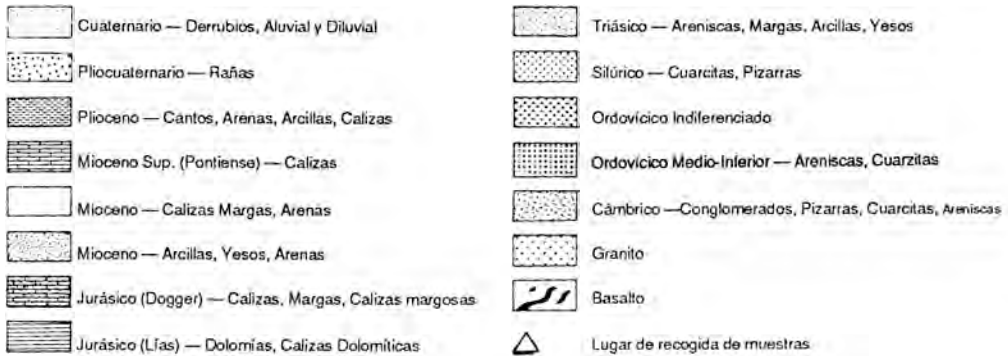 Cuaternario — Derrubios, Aluvial y Diluvial
Pliocuaternario — Rañas
Plioceno — Cantos, Arenas, Arcillas, Calizas
Mioceno Sup. (Pontiense) — Calizas
Mioceno — Calizas Margas, Arenas
Mioceno — Arcillas, Yesos, Arenas
Jurásico (Dogger) — Calizas, Margas, Calizas margosas
Jurásico (Lías) — Dolomías, Calizas Dolomíticas
Triásico — Areniscas, Margas, Arcillas, Yesos
Silúrico — Cuarcitas, Pizarras
Ordovícico Indiferenciado
Ordovícico Medio-Inferior — Areniscas, Cuarzitas
Cámbrico —Conglomerados, Pizarras, Cuarcitas, Areniscas
Granito
Basalto
Lugar de recogida de muestras